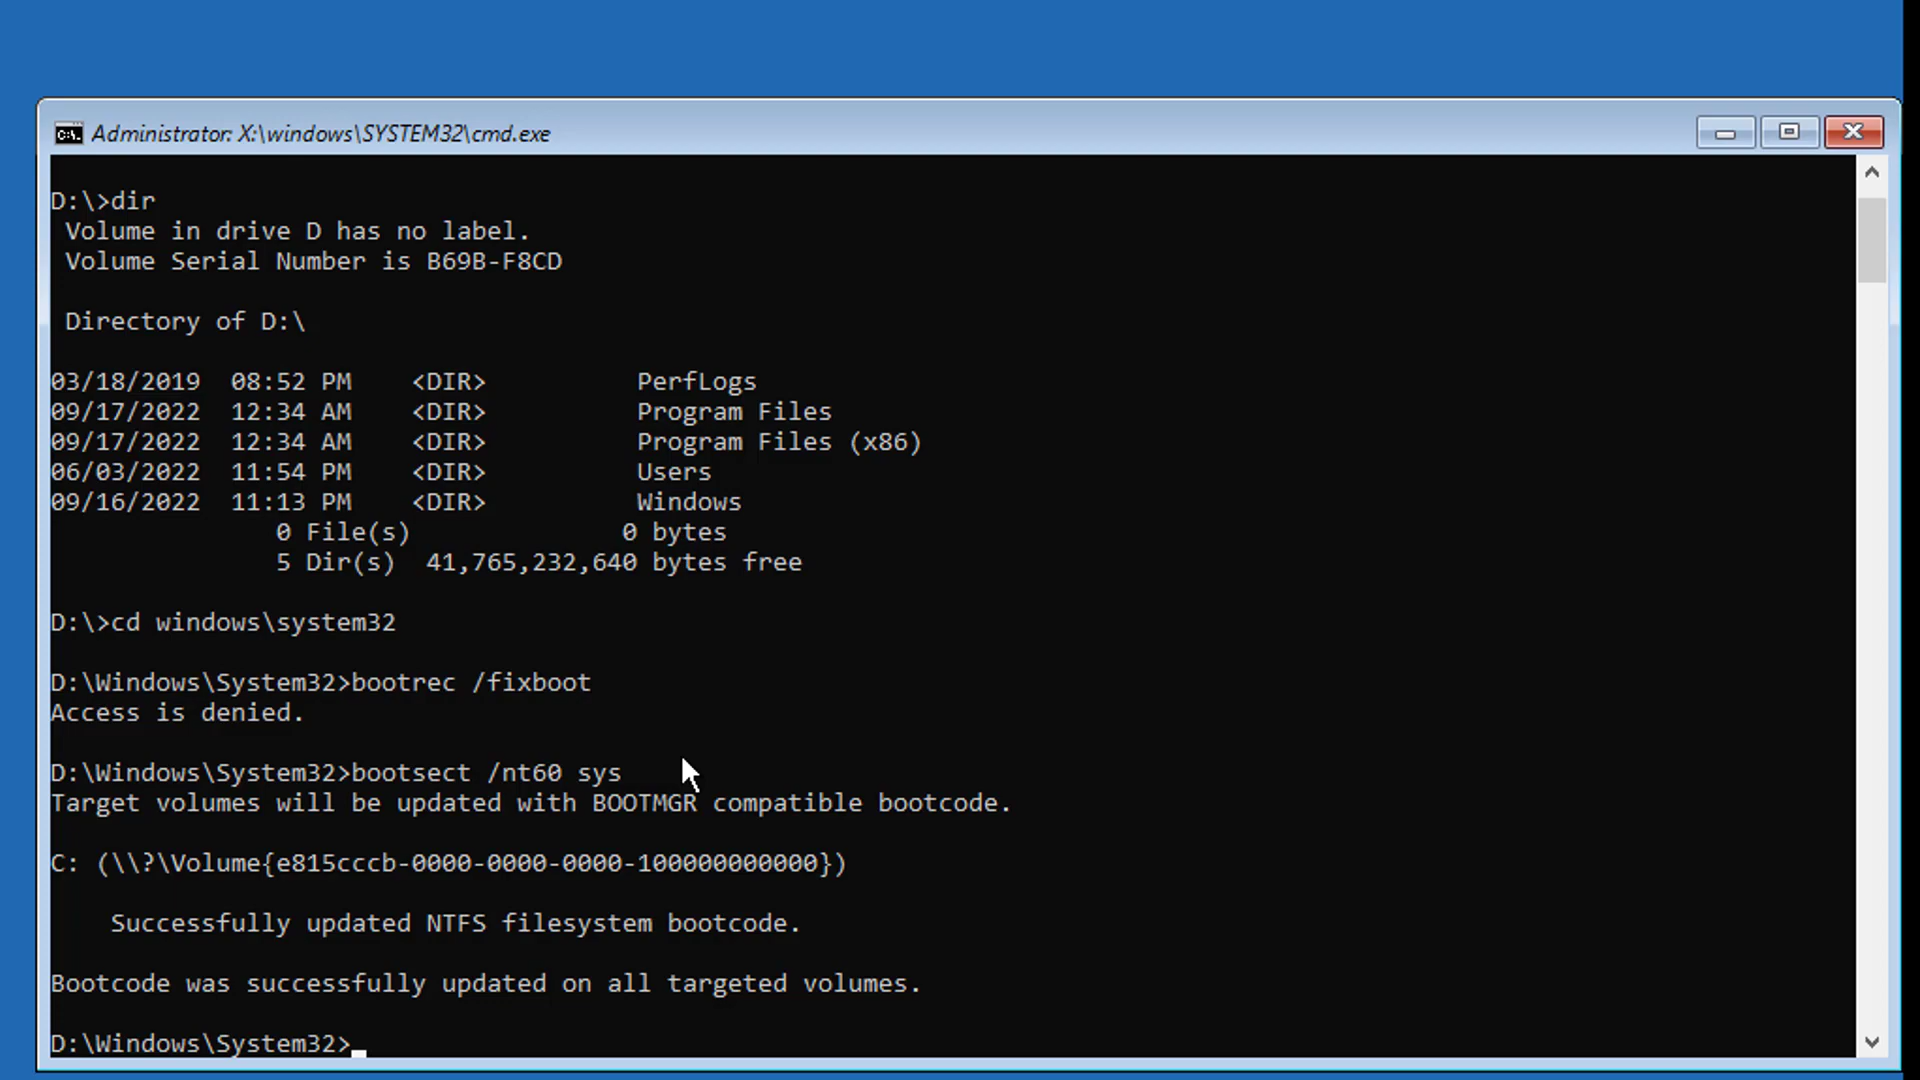 Administrator: X:\windows\SYSTEM32\cmd.exe
D:\>dir
 Volume in drive D has no label.
 Volume Serial Number is B69B-F8CD
 Directory of D:\
03/18/2019  08:52 PM    <DIR>          PerfLogs
09/17/2022  12:34 AM    <DIR>          Program Files
09/17/2022  12:34 AM    <DIR>          Program Files (x86)
06/03/2022  11:54 PM    <DIR>          Users
09/16/2022  11:13 PM    <DIR>          Windows
               0 File(s)              0 bytes
               5 Dir(s)  41,765,232,640 bytes free
D:\>cd windows\system32
D:\Windows\System32>bootrec /fixboot
Access is denied.
D:\Windows\System32>bootsect /nt60 sys
Target volumes will be updated with BOOTMGR compatible bootcode.
C: (\\?\Volume{e815cccb-0000-0000-0000-100000000000})
    Successfully updated NTFS filesystem bootcode.
Bootcode was successfully updated on all targeted volumes.
D:\Windows\System32>